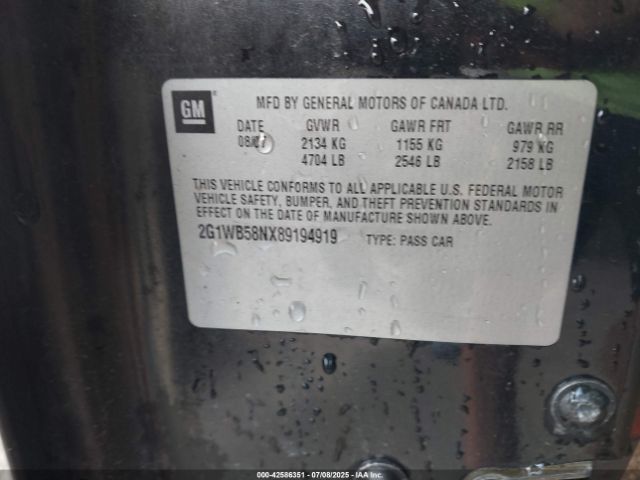 GM
MFD BY GENERAL MOTORS OF CANADA LTD.
DATE GVWR GAWR FRT GAWR RR
08/07 2134 KG 1155 KG 979 KG
4704 LB 2546 LB 2158 LB
THIS VEHICLE CONFORMS TO ALL APPLICABLE U.S. FEDERAL MOTOR
VEHICLE SAFETY, BUMPER, AND THEFT PREVENTION STANDARDS IN
EFFECT ON THE DATE OF MANUFACTURE SHOWN ABOVE.
2G1WB58NX89194919 TYPE: PASS CAR
000-42586351 - 07/08/2025 - IAA Inc.